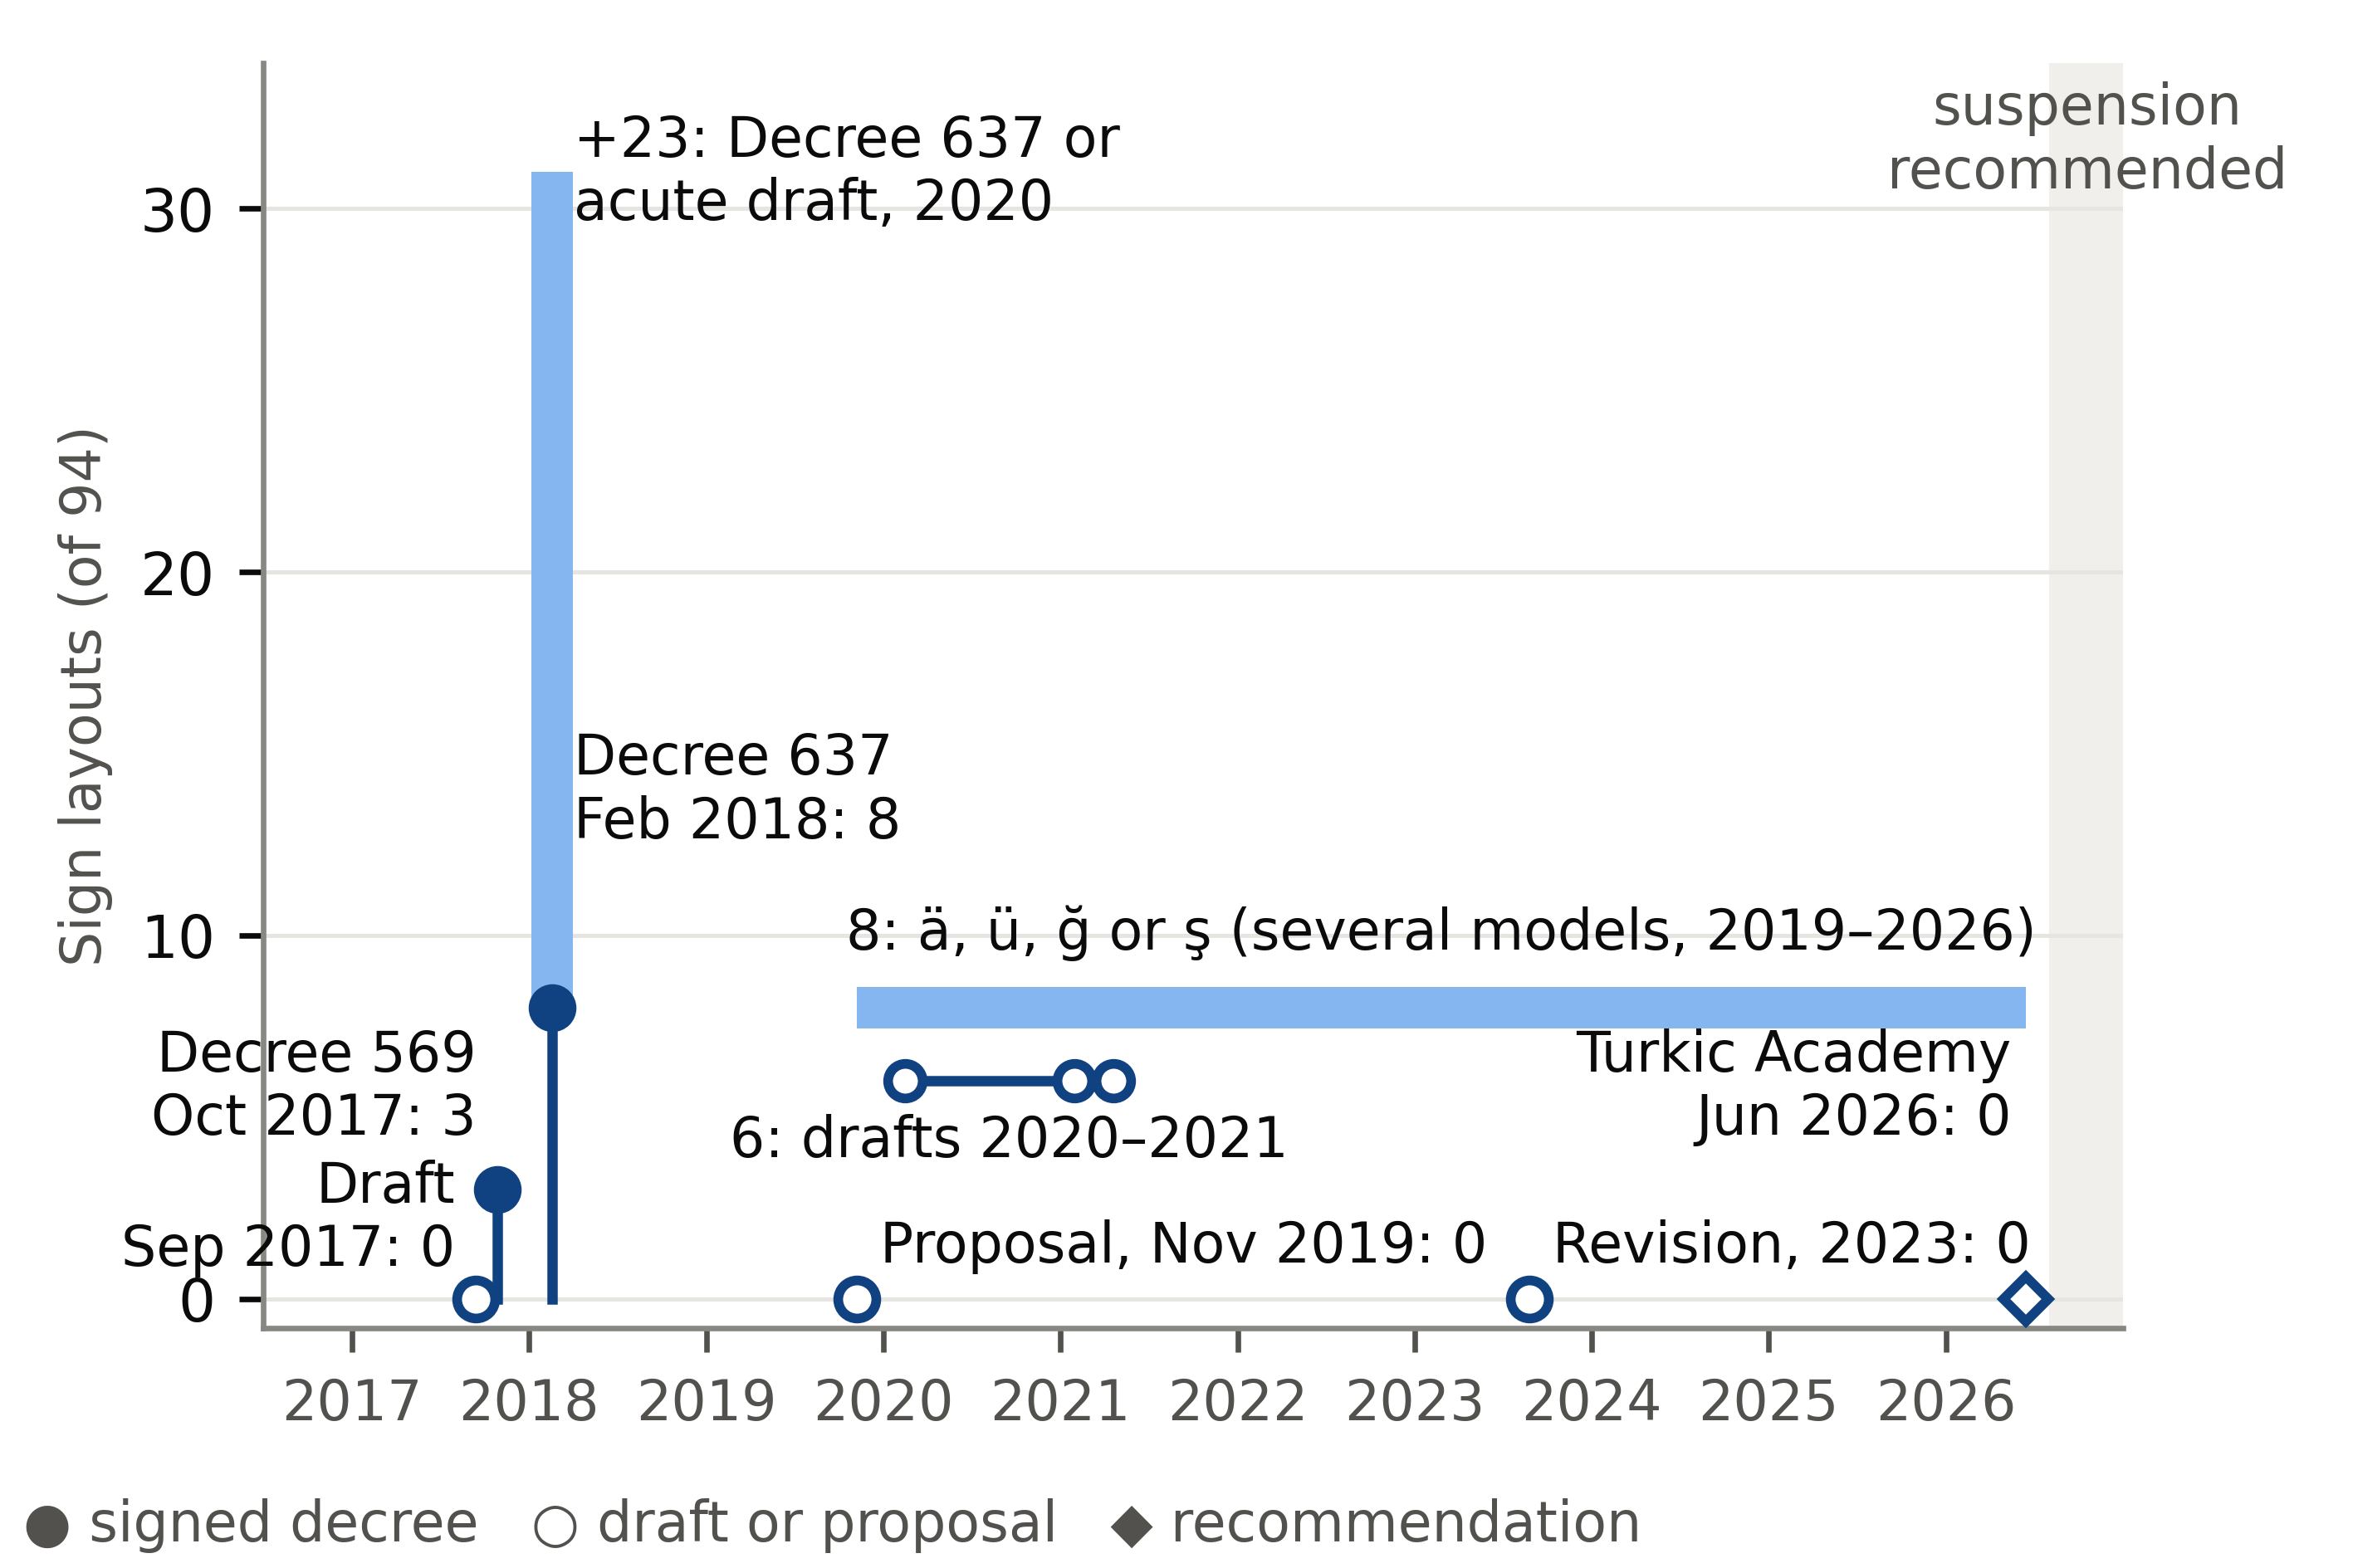 suspension
recommended
+23: Decree 637 or
acute draft, 2020
30
20
Sign layouts (of 94)
Decree 637
Feb 2018: 8
10
8: ä, ü, ğ or ş (several models, 2019–2026)
Decree 569
Oct 2017: 3
Turkic Academy
Jun 2026: 0
6: drafts 2020–2021
Draft
Sep 2017: 0
Proposal, Nov 2019: 0
Revision, 2023: 0
0
2017 2018 2019 2020 2021 2022 2023 2024 2025 2026
signed decree draft or proposal recommendation